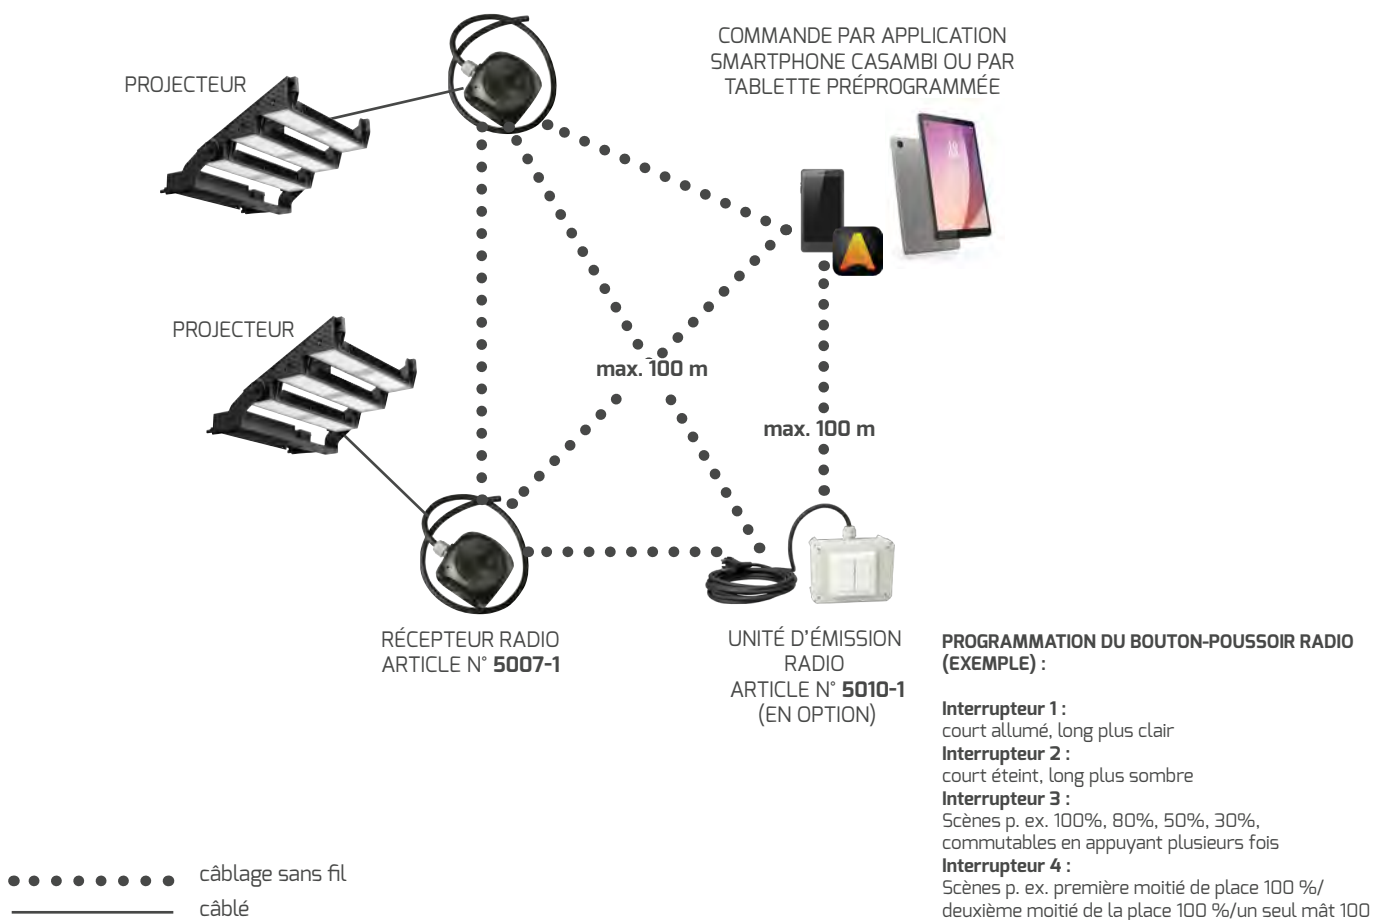 COMMANDE PAR APPLICATION
SMARTPHONE CASAMBI OU PAR
TABLETTE PRÉPROGRAMMÉE
PROJECTEUR
PROJECTEUR
max. 100 m
max. 100 m
RÉCEPTEUR RADIO
ARTICLE N° 5007-1
UNITÉ D'ÉMISSION
RADIO
ARTICLE N° 5010-1
(EN OPTION)
PROGRAMMATION DU BOUTON-POUSSOIR RADIO
(EXEMPLE) :
Interrupteur 1 :
court allumé, long plus clair
Interrupteur 2 :
court éteint, long plus sombre
Interrupteur 3 :
Scènes p. ex. 100%, 80%, 50%, 30%,
commutables en appuyant plusieurs fois
Interrupteur 4 :
Scènes p. ex. première moitié de place 100 %/
deuxième moitié de la place 100 %/un seul mât 100
câblage sans fil
câblé